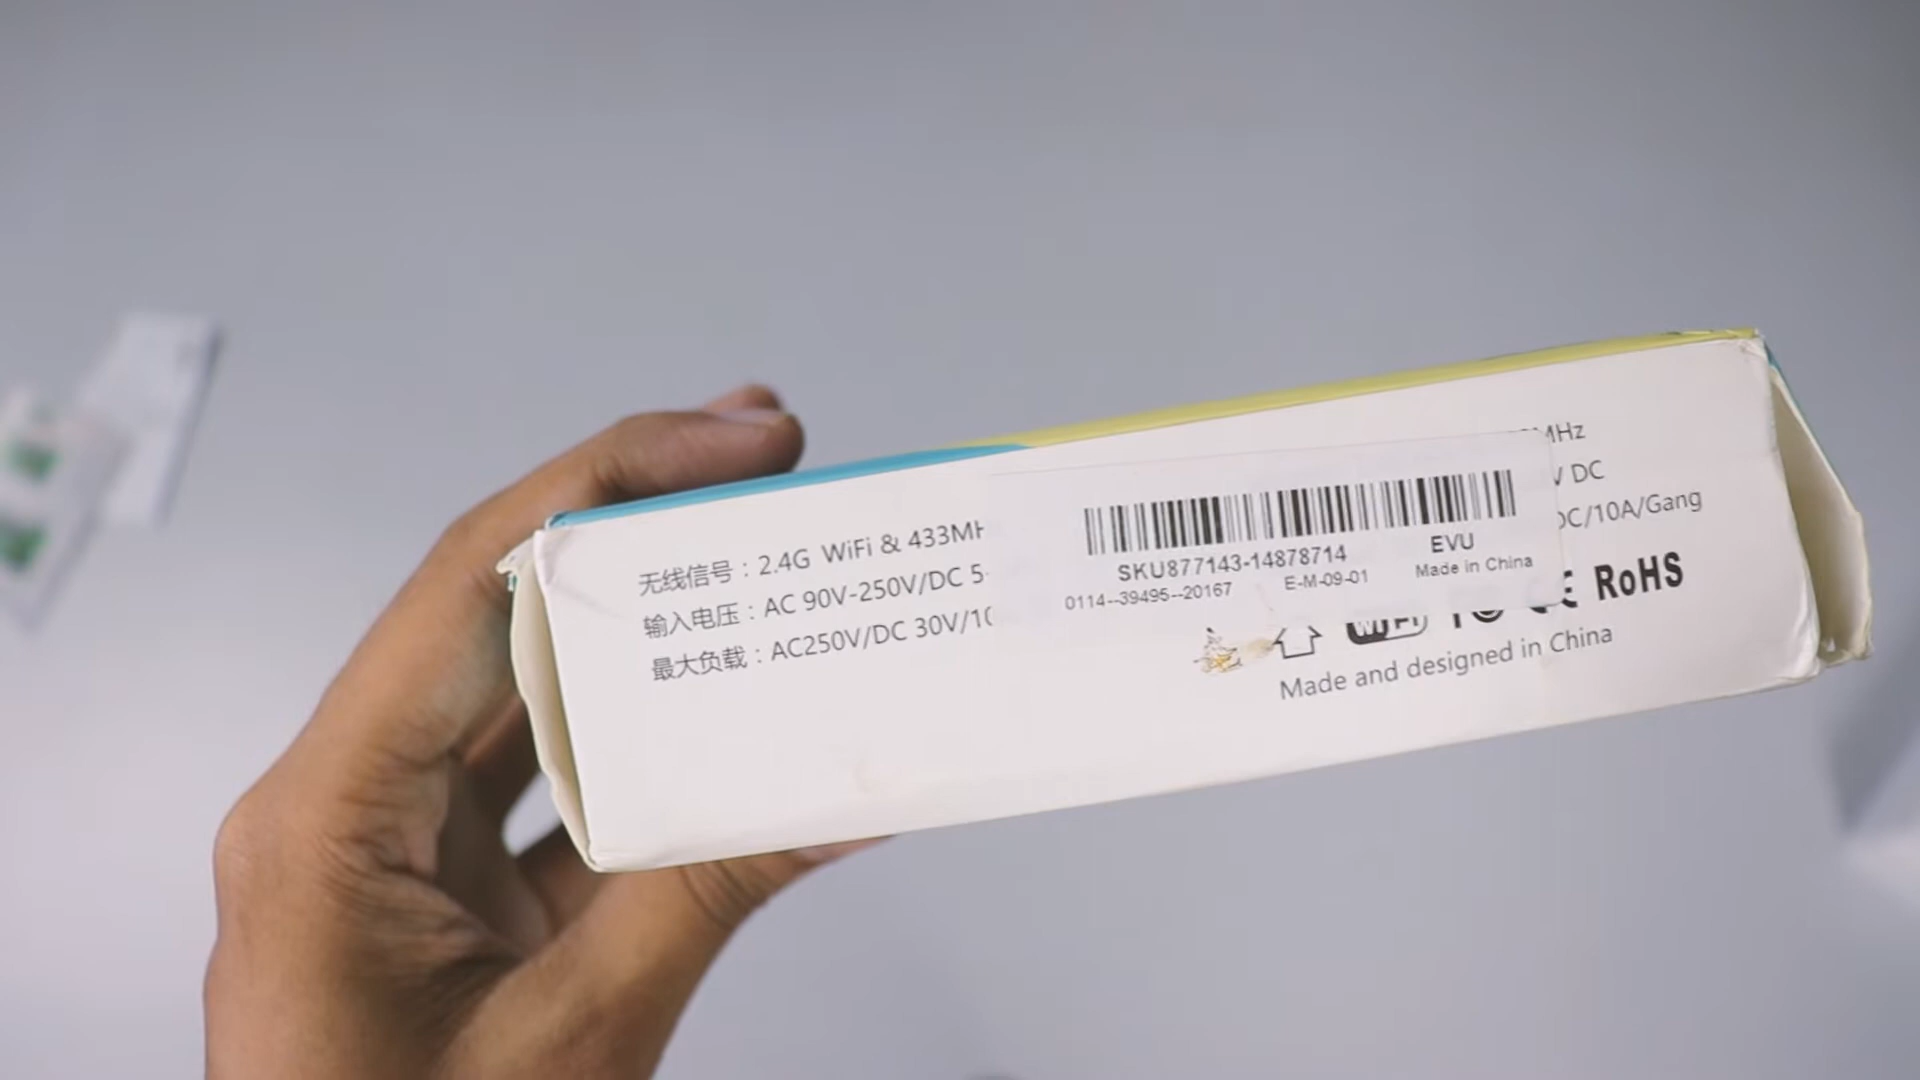 无线信号：2.4G WiFi & 433MH
输入电压：AC 90V-250V/DC 5-
最大负载：AC250V/DC 30V/10
MHz
V DC
DC/10A/Gang
SKU877143-14878714
EVU
0114--39495--20167
E-M-09-01
Made in China
WiFi
CE RoHS
Made and designed in China